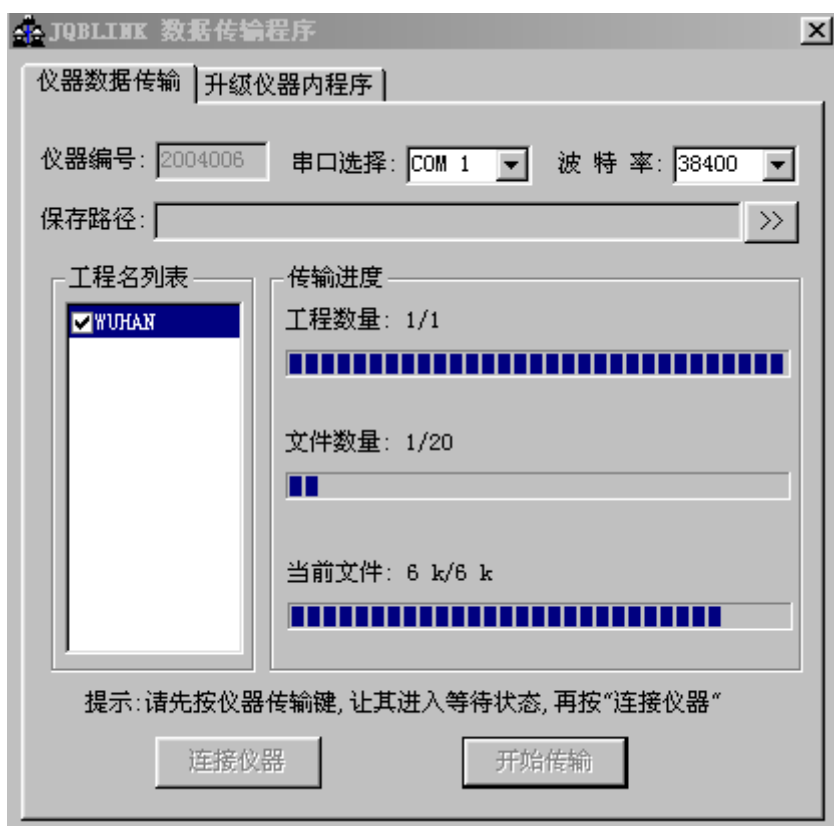 JQBLINK 数据传输程序
仪器数据传输 升级仪器内程序
仪器编号: 2004006 串口选择: COM 1 波 特 率: 38400
保存路径: >>
工程名列表 传输进度
WUHAN 工程数量: 1/1
文件数量: 1/20
当前文件: 6 k/6 k
提示:请先按仪器传输键, 让其进入等待状态, 再按“连接仪器“
连接仪器 开始传输